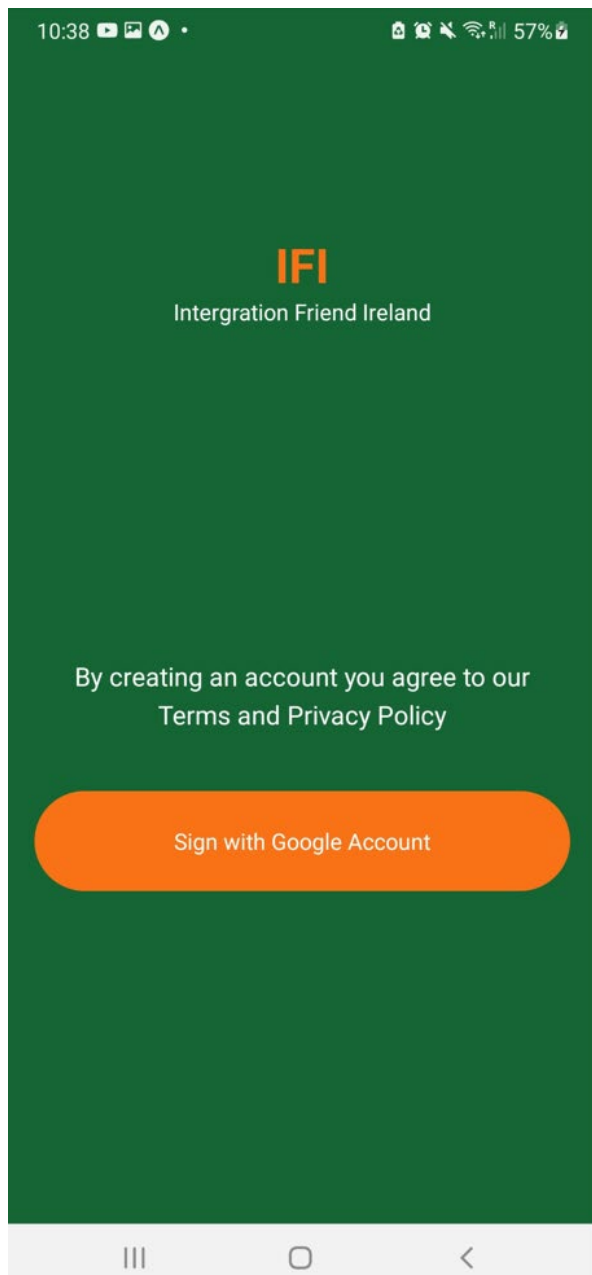 10:38
57%
IFI
Intergration Friend Ireland
By creating an account you agree to our
Terms and Privacy Policy
Sign with Google Account